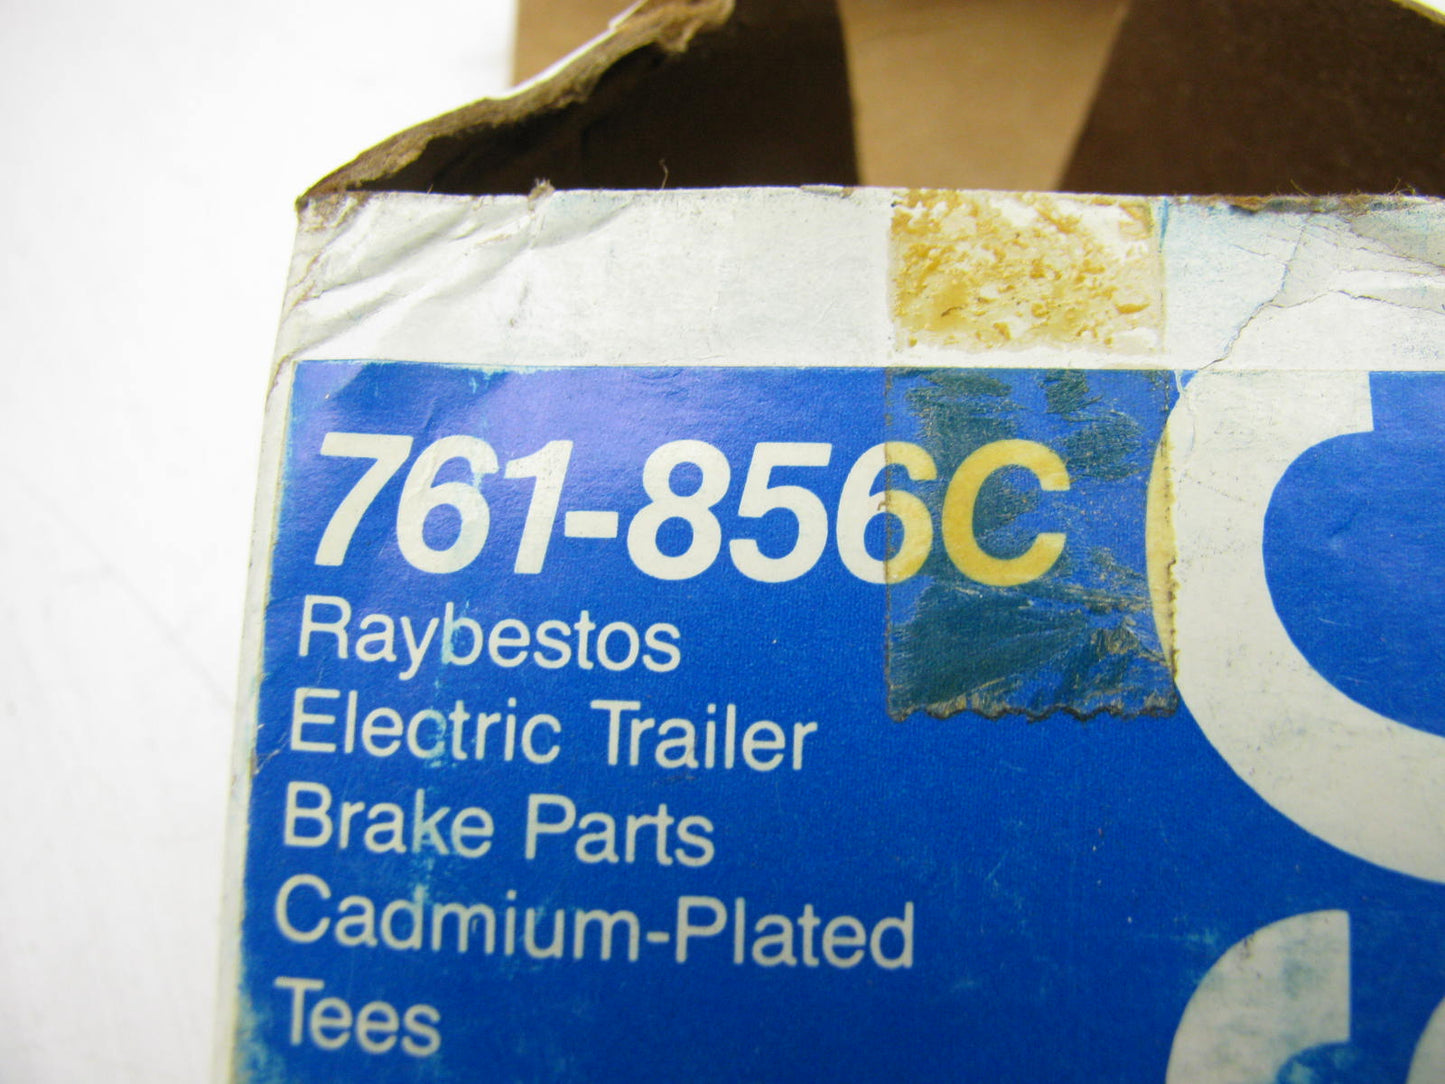 761-856C
Raybestos
Electric Trailer
Brake Parts
Cadmium-Plated
Tees